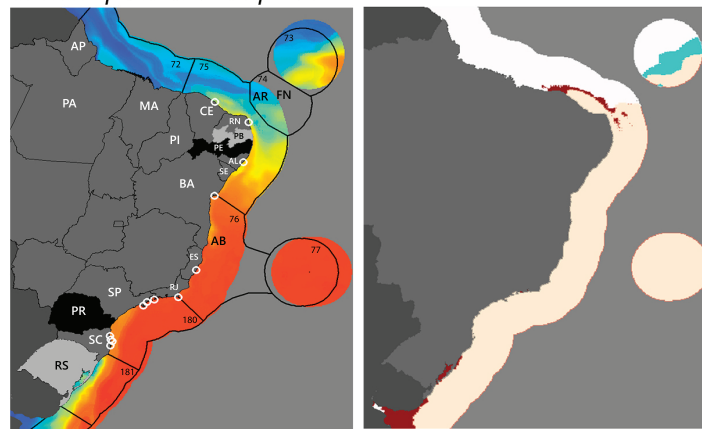 AP
73
72
75
74
PA
MA
CE
AR
FN
RN
PI
PB
PE
AL
SE
BA
76
AB
77
ES
SP
RJ
PR
180
SC
RS
181